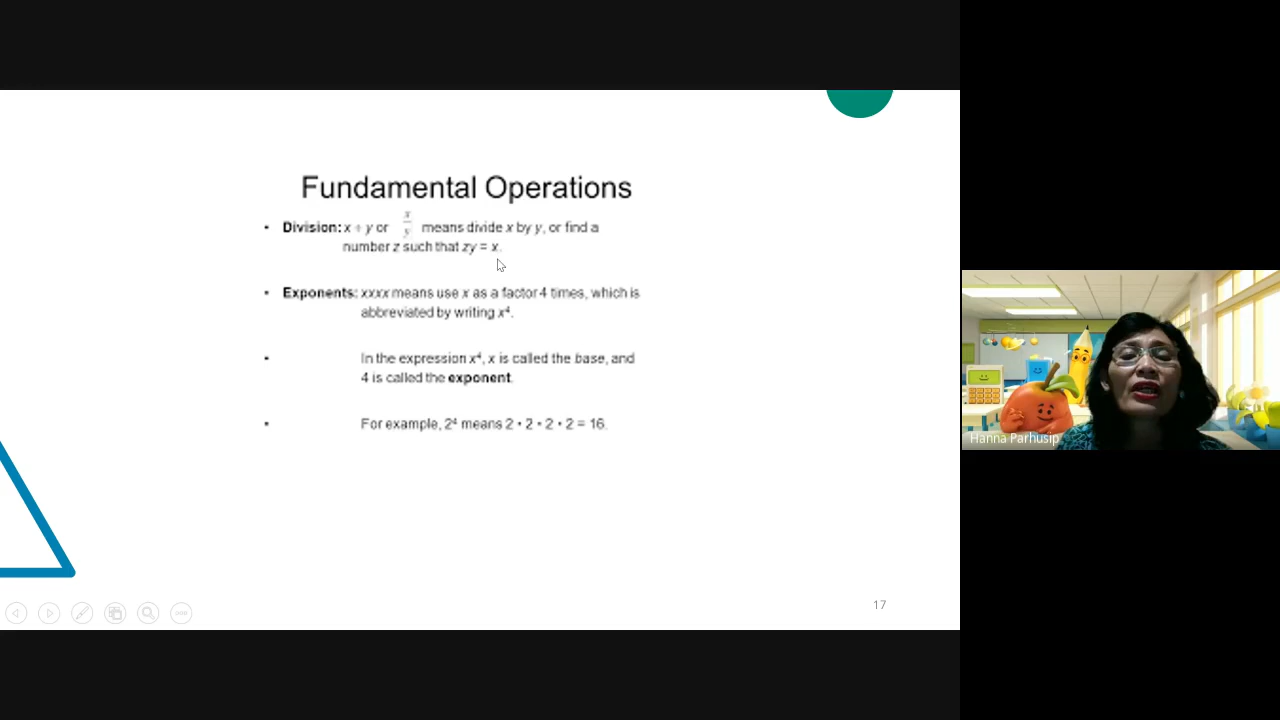 Fundamental Operations
• Division: x ÷ y or x/y means divide x by y, or find a
number z such that zy = x.
• Exponents: xxxx means use x as a factor 4 times, which is
abbreviated by writing x⁴.
• In the expression x⁴, x is called the base, and
4 is called the exponent.
• For example, 2⁴ means 2 • 2 • 2 • 2 = 16.
17
Hanna Parhusip